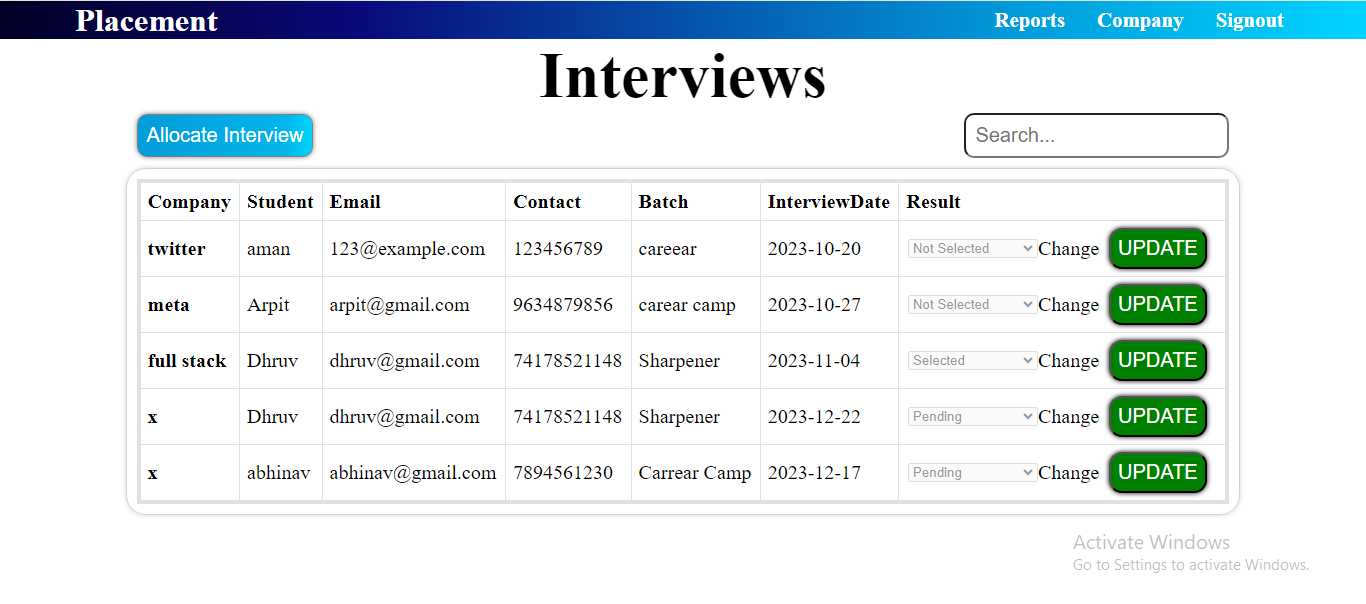 Placement Reports Company Signout
Interviews
Allocate Interview Search...
Company Student Email Contact Batch InterviewDate Result
twitter aman 123@example.com 123456789 careear 2023-10-20 Not Selected Change UPDATE
meta Arpit arpit@gmail.com 9634879856 carear camp 2023-10-27 Not Selected Change UPDATE
full stack Dhruv dhruv@gmail.com 74178521148 Sharpener 2023-11-04 Selected Change UPDATE
x Dhruv dhruv@gmail.com 74178521148 Sharpener 2023-12-22 Pending Change UPDATE
x abhinav abhinav@gmail.com 7894561230 Carrear Camp 2023-12-17 Pending Change UPDATE
Activate Windows
Go to Settings to activate Windows.